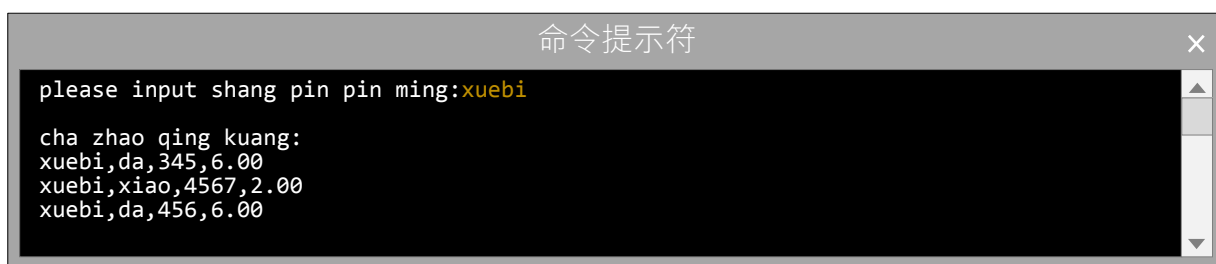 命令提示符
please input shang pin pin ming:xuebi
cha zhao qing kuang:
xuebi,da,345,6.00
xuebi,xiao,4567,2.00
xuebi,da,456,6.00